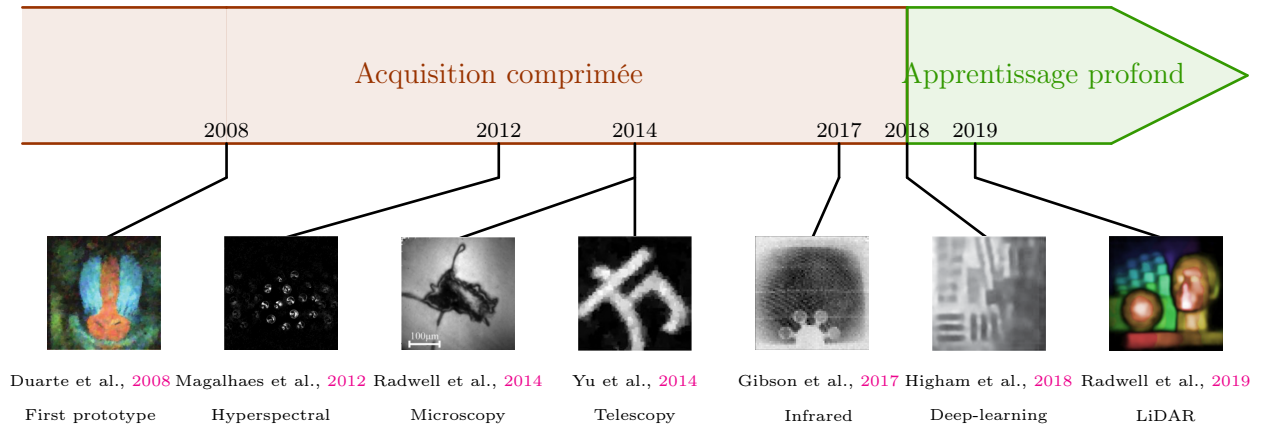 Acquisition comprimée
Apprentissage profond
2008
2012
2014
2017
2018
2019
100μm
Duarte et al., 2008
Magalhaes et al., 2012
Radwell et al., 2014
Yu et al., 2014
Gibson et al., 2017
Higham et al., 2018
Radwell et al., 2019
First prototype
Hyperspectral
Microscopy
Telescopy
Infrared
Deep-learning
LiDAR